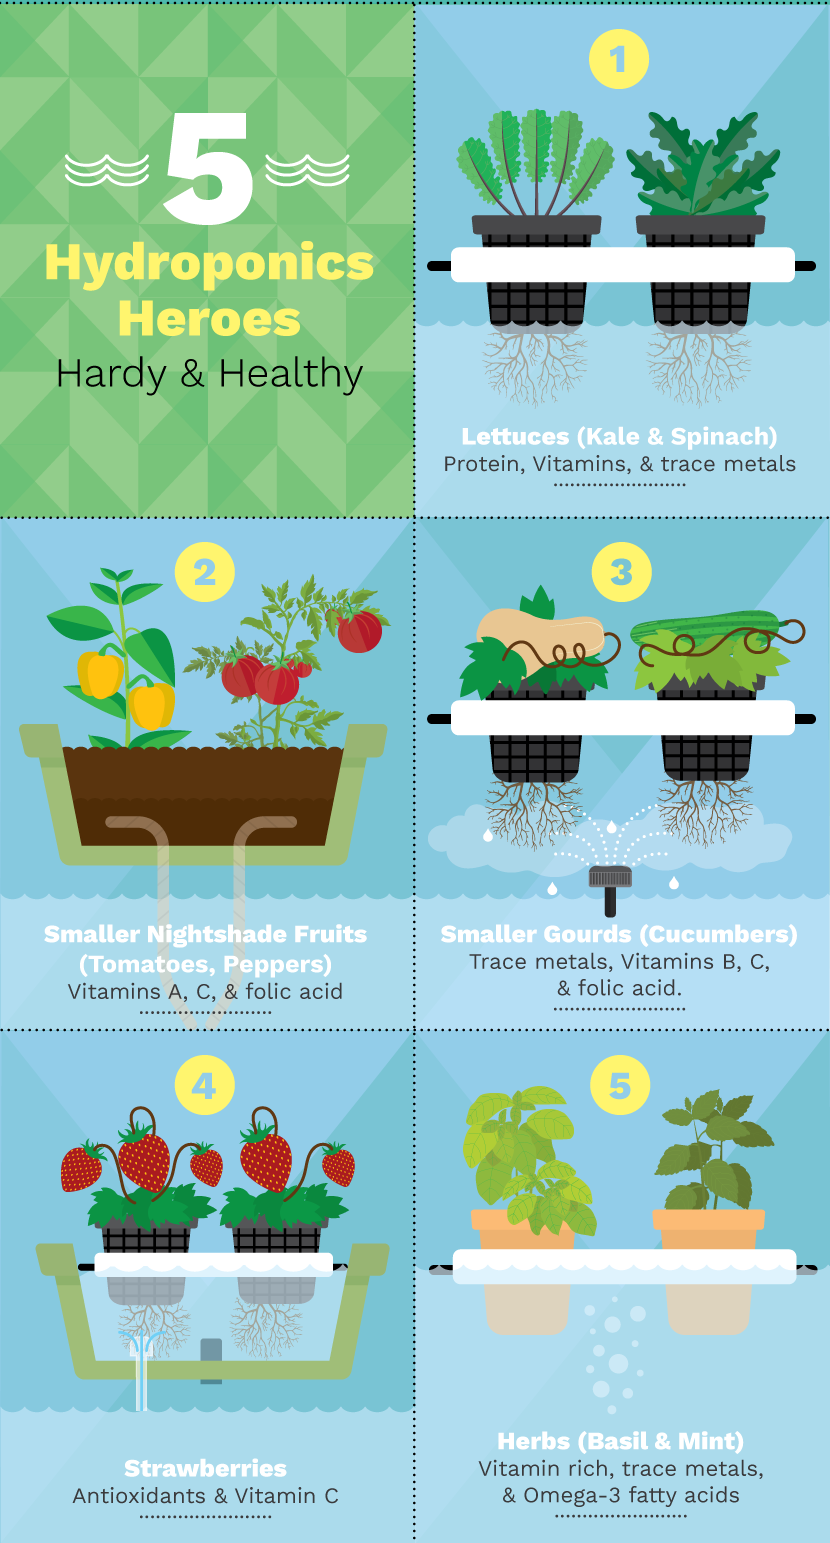 5
Hydroponics
Heroes
Hardy & Healthy
1
Lettuces (Kale & Spinach)
Protein, Vitamins, & trace metals
2
Smaller Nightshade Fruits
(Tomatoes, Peppers)
Vitamins A, C, & folic acid
3
Smaller Gourds (Cucumbers)
Trace metals, Vitamins B, C,
& folic acid.
4
Strawberries
Antioxidants & Vitamin C
5
Herbs (Basil & Mint)
Vitamin rich, trace metals,
& Omega-3 fatty acids